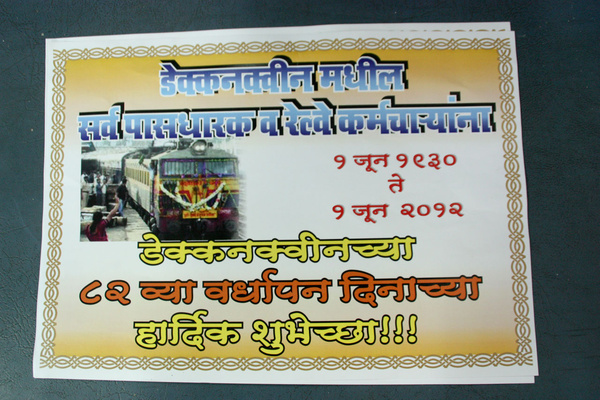 डेक्कनक्वीन मधील
सर्व पासधारक व रेल्वे कर्मचाऱ्यांना
१ जून १९३०
ते
१ जून २०१२
डेक्कनक्वीनच्या
८२ व्या वर्धापन दिनाच्या
हार्दिक शुभेच्छा!!!